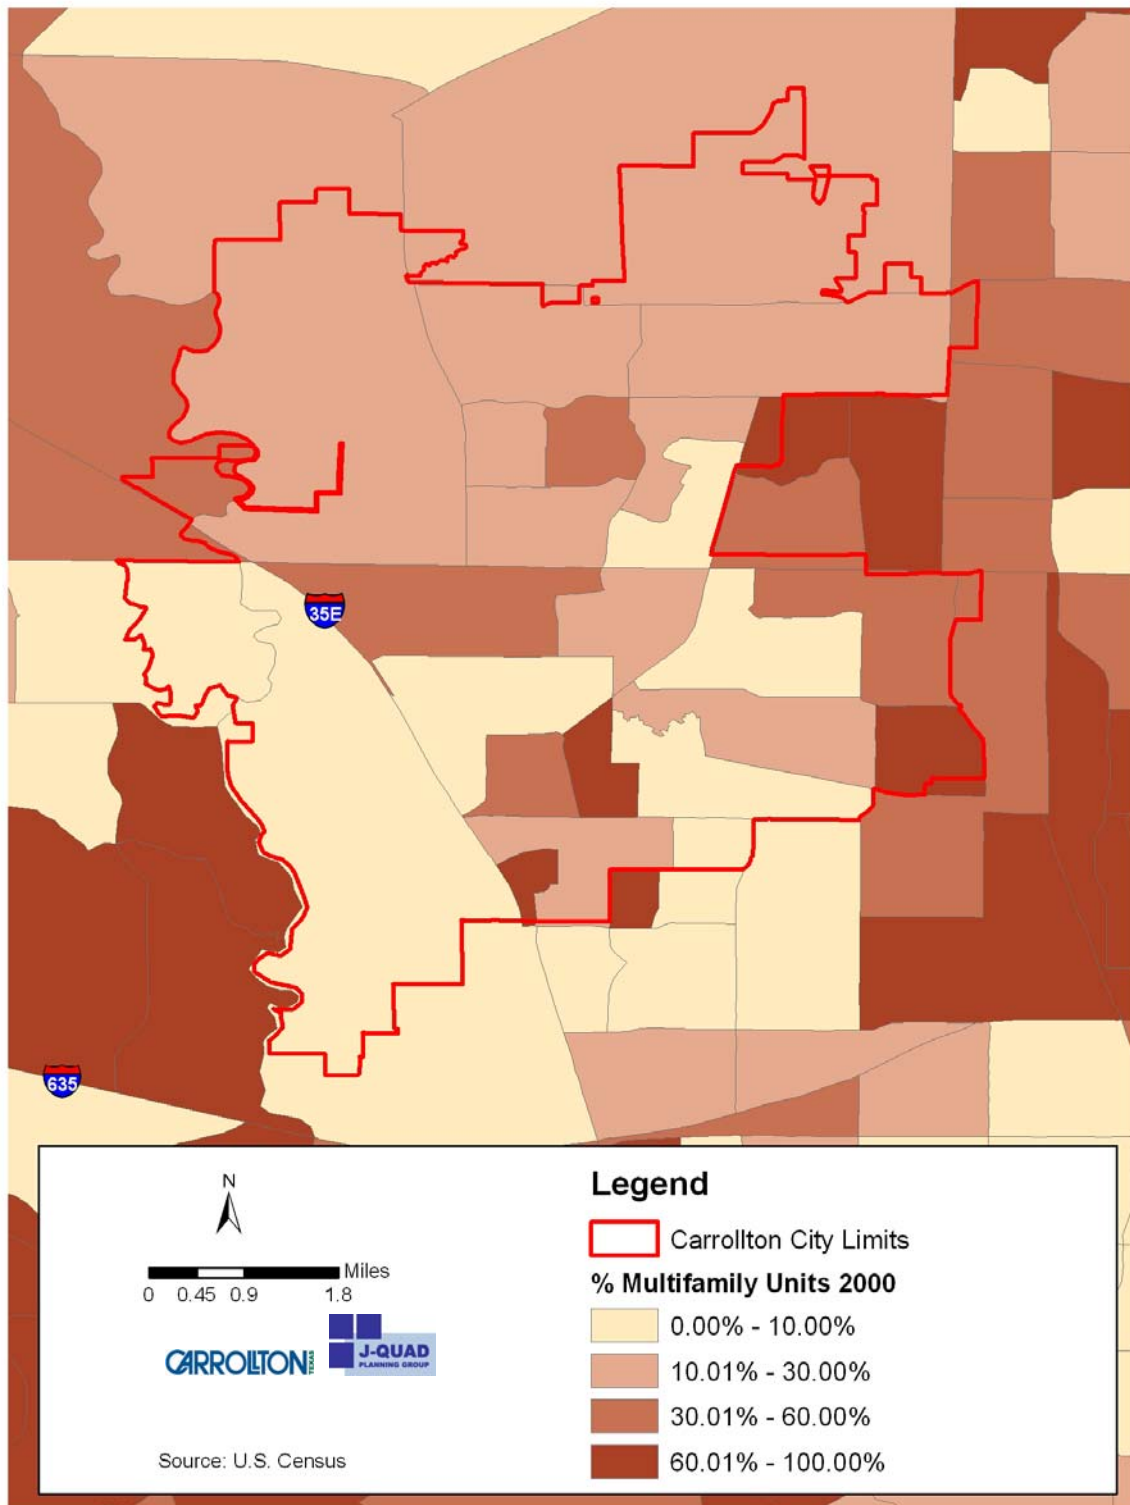 35E
635
N
Miles
0 0.45 0.9 1.8
CARROLLTON TEXAS
J-QUAD
PLANNING GROUP
Source: U.S. Census
Legend
Carrollton City Limits
% Multifamily Units 2000
0.00% - 10.00%
10.01% - 30.00%
30.01% - 60.00%
60.01% - 100.00%